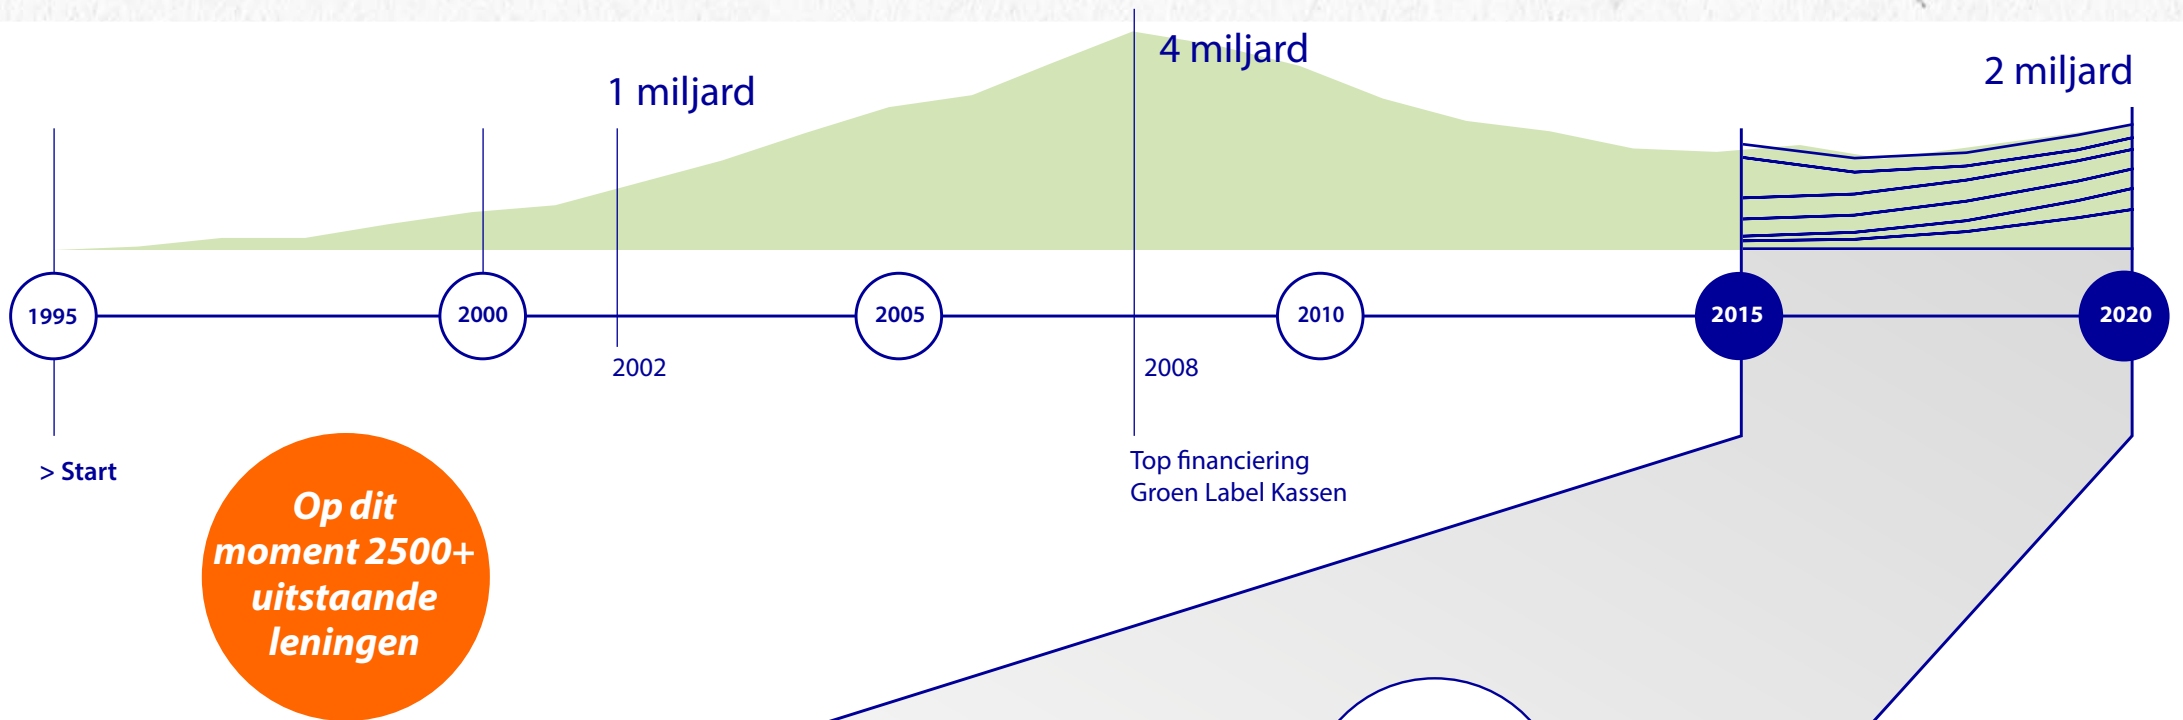 4 miljard
1 miljard
2 miljard
1995
2000
2005
2010
2015
2020
2002
2008
> Start
Top financiering
Groen Label Kassen
Op dit
moment 2500+
uitstaande
leningen